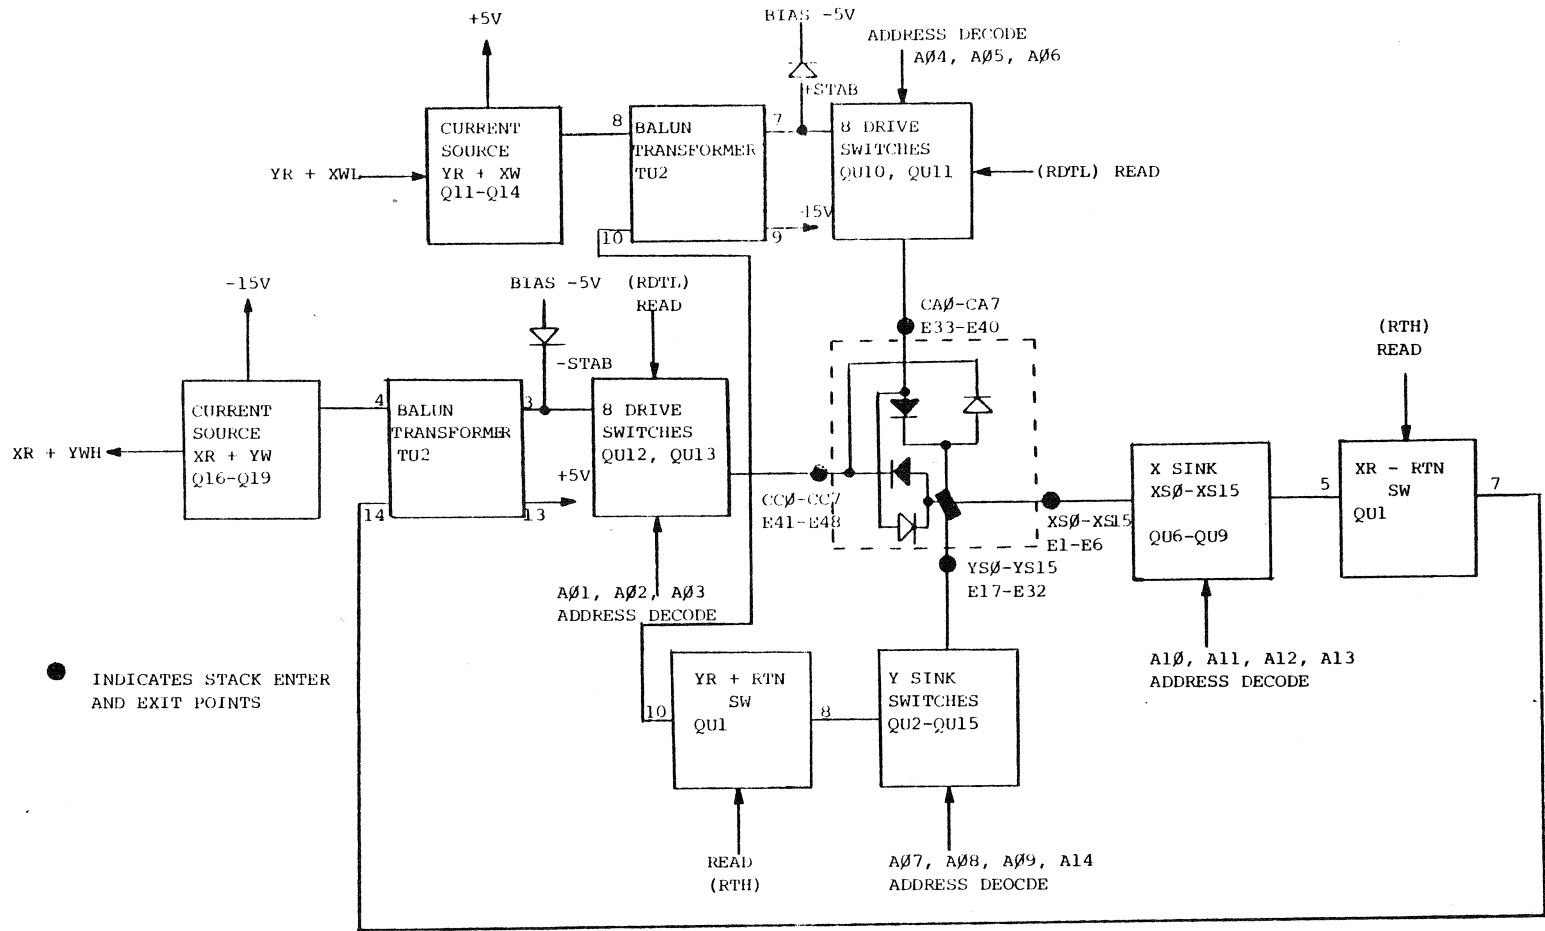 +5V
BIAS -5V
ADDRESS DECODE
AØ4, AØ5, AØ6
+STAB
8
7
CURRENT
SOURCE
YR + XW
Q11-Q14
BALUN
TRANSFORMER
TU2
8 DRIVE
SWITCHES
QU10, QU11
YR + XWL
(RDTL) READ
10
9
-15V
-15V
BIAS -5V
(RDTL)
READ
CAØ-CA7
E33-E40
(RTH)
READ
-STAB
4
3
CURRENT
SOURCE
XR + YW
Q16-Q19
BALUN
TRANSFORMER
TU2
8 DRIVE
SWITCHES
QU12, QU13
XR + YWH
+5V
14
13
CCØ-CC7
E41-E48
XSØ-XS15
E1-E6
X SINK
XSØ-XS15
QU6-QU9
5
XR - RTN
SW
QU1
7
YSØ-YS15
E17-E32
AØ1, AØ2, AØ3
ADDRESS DECODE
A1Ø, A11, A12, A13
ADDRESS DECODE
INDICATES STACK ENTER
AND EXIT POINTS
10
YR + RTN
SW
QU1
8
Y SINK
SWITCHES
QU2-QU15
READ
(RTH)
AØ7, AØ8, AØ9, A14
ADDRESS DEOCDE